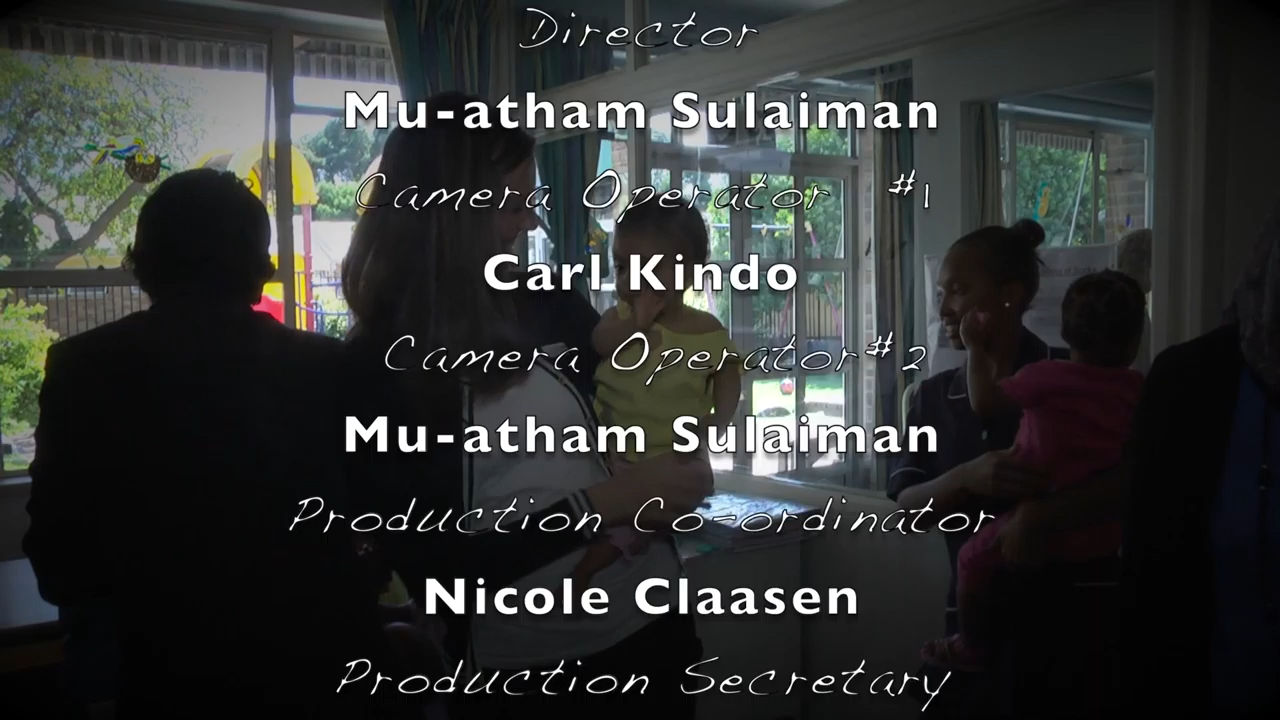 Director
Mu-atham Sulaiman
Camera Operator #1
Carl Kindo
Camera Operator #2
Mu-atham Sulaiman
Production Co-ordinator
Nicole Claasen
Production Secretary